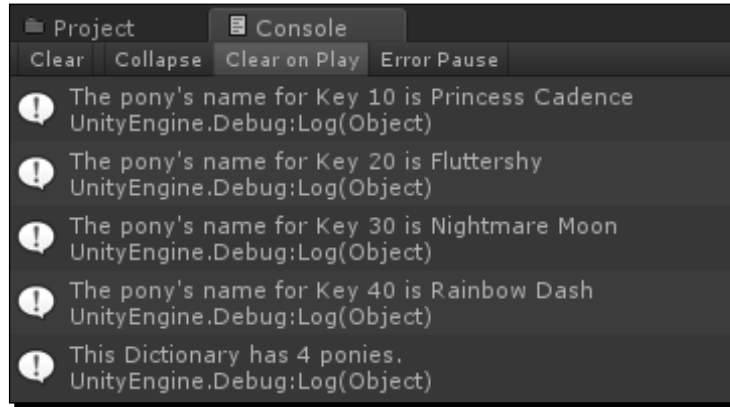 Project Console
Clear Collapse Clear on Play Error Pause
The pony's name for Key 10 is Princess Cadence
UnityEngine.Debug:Log(Object)
The pony's name for Key 20 is Fluttershy
UnityEngine.Debug:Log(Object)
The pony's name for Key 30 is Nightmare Moon
UnityEngine.Debug:Log(Object)
The pony's name for Key 40 is Rainbow Dash
UnityEngine.Debug:Log(Object)
This Dictionary has 4 ponies.
UnityEngine.Debug:Log(Object)